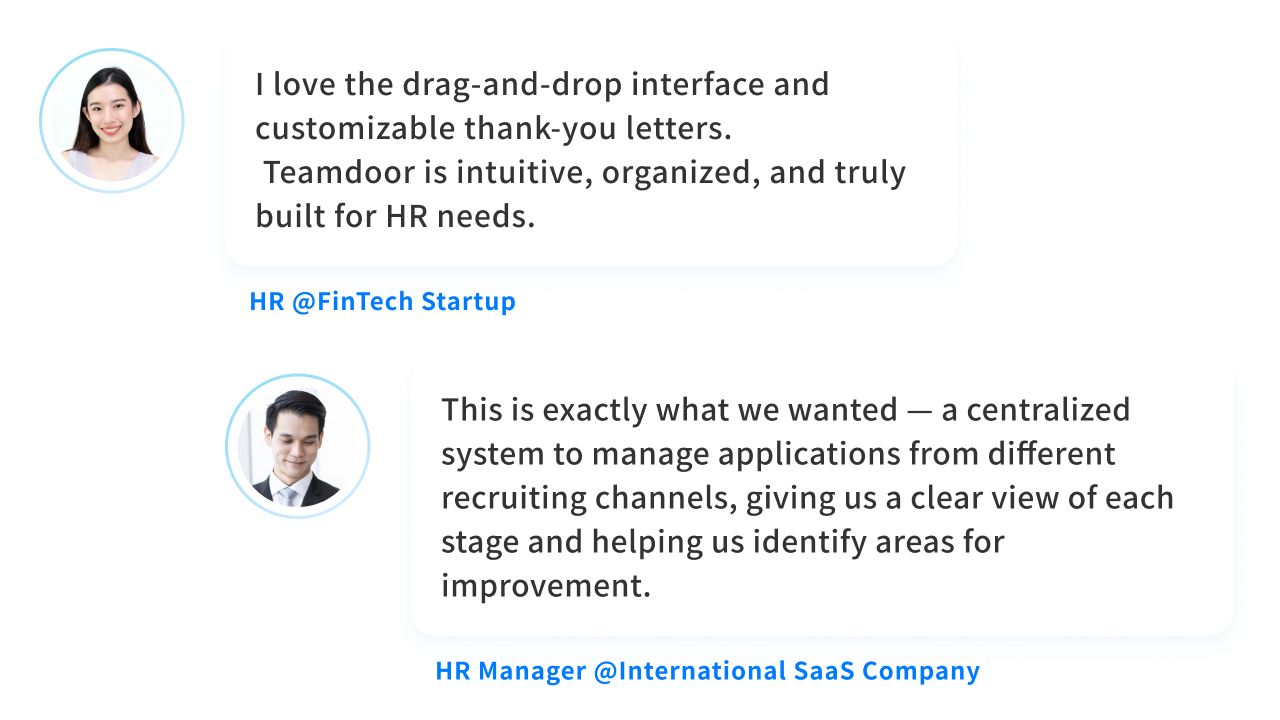 I love the drag-and-drop interface and
customizable thank-you letters.
Teamdoor is intuitive, organized, and truly
built for HR needs.
HR @FinTech Startup
This is exactly what we wanted — a centralized
system to manage applications from different
recruiting channels, giving us a clear view of each
stage and helping us identify areas for
improvement.
HR Manager @International SaaS Company